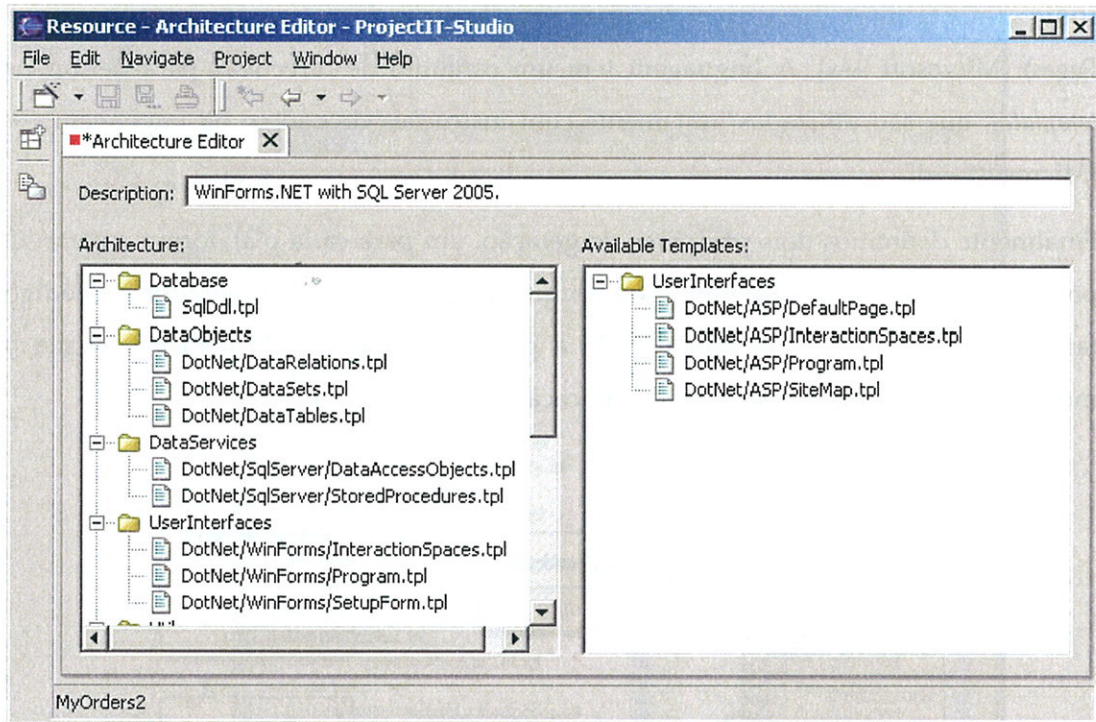 Resource - Architecture Editor - ProjectIT-Studio
File Edit Navigate Project Window Help
*Architecture Editor
Description: WinForms.NET with SQL Server 2005.
Architecture:
Database
SqlDdl.tpl
DataObjects
DotNet/DataRelations.tpl
DotNet/DataSets.tpl
DotNet/DataTables.tpl
DataServices
DotNet/SqlServer/DataAccessObjects.tpl
DotNet/SqlServer/StoredProcedures.tpl
UserInterfaces
DotNet/WinForms/InteractionSpaces.tpl
DotNet/WinForms/Program.tpl
DotNet/WinForms/SetupForm.tpl
Available Templates:
UserInterfaces
DotNet/ASP/DefaultPage.tpl
DotNet/ASP/InteractionSpaces.tpl
DotNet/ASP/Program.tpl
DotNet/ASP/SiteMap.tpl
MyOrders2